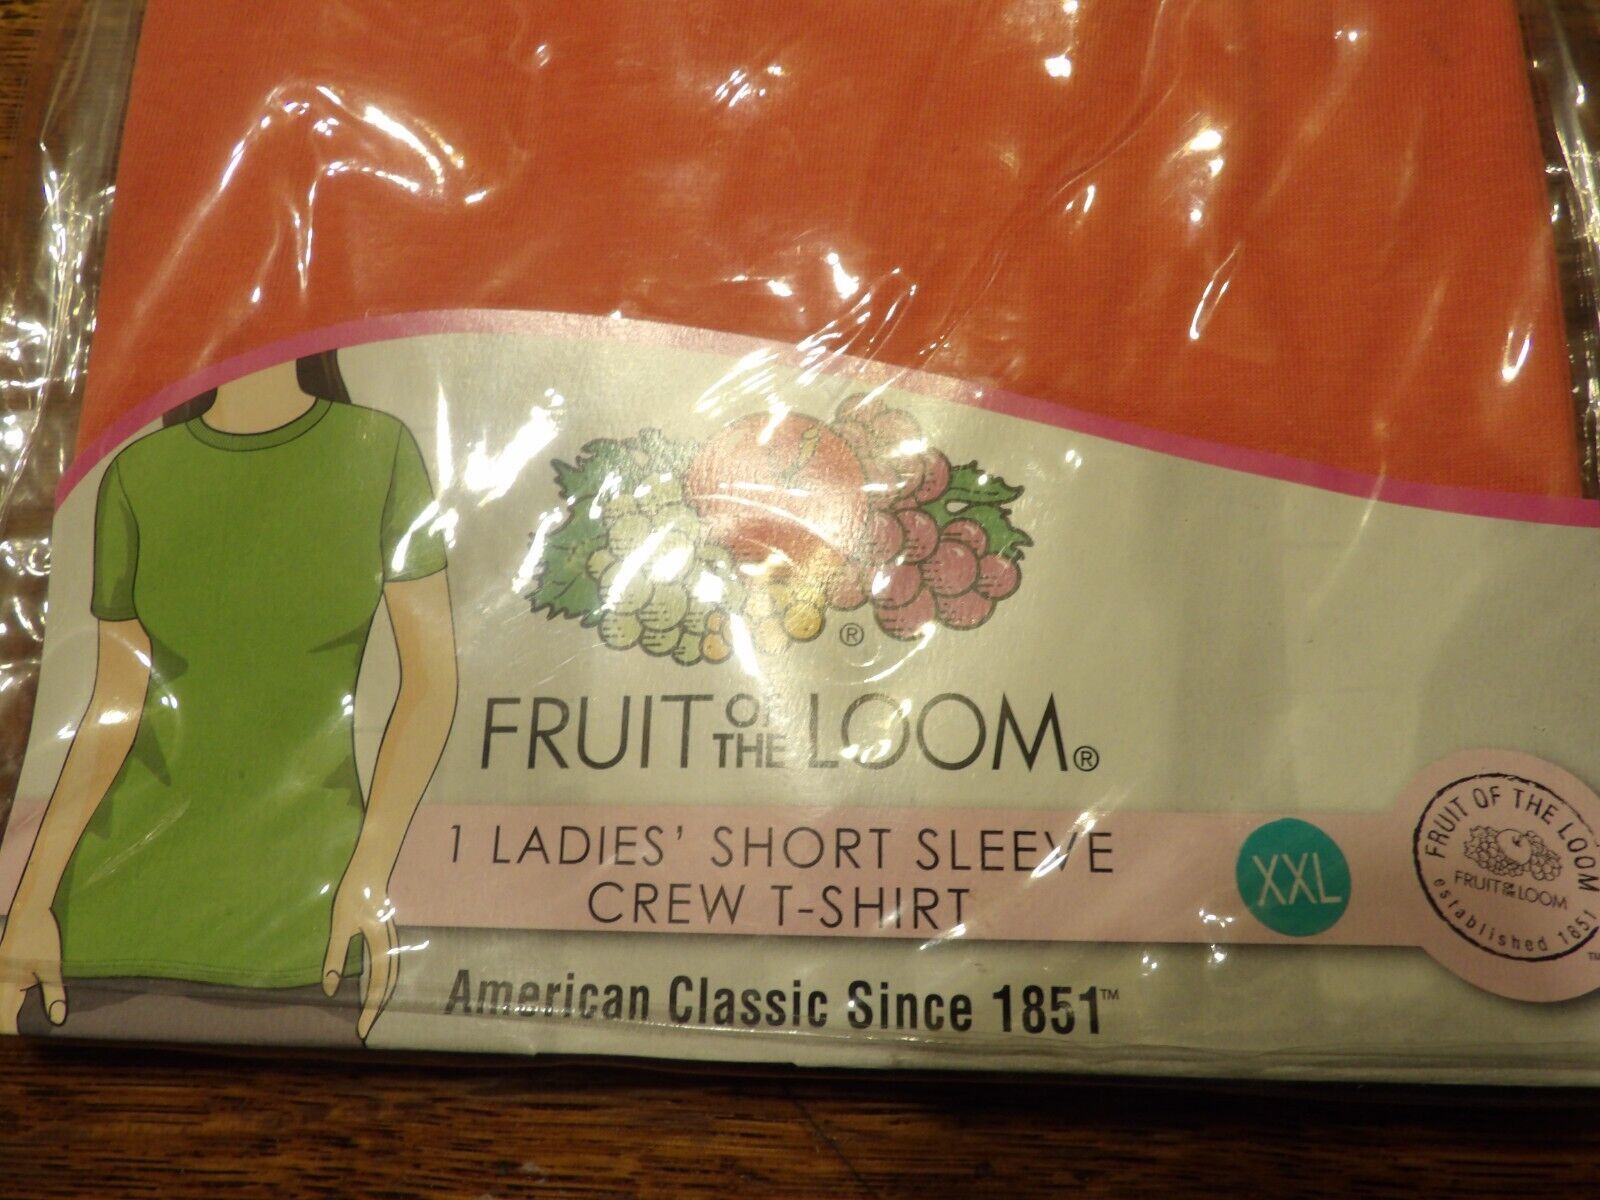 ®
FRUIT OF THE LOOM®
1 LADIES' SHORT SLEEVE
CREW T-SHIRT
XXL
American Classic Since 1851™
FRUIT OF THE LOOM
FRUIT OF THE LOOM
established 1851
™